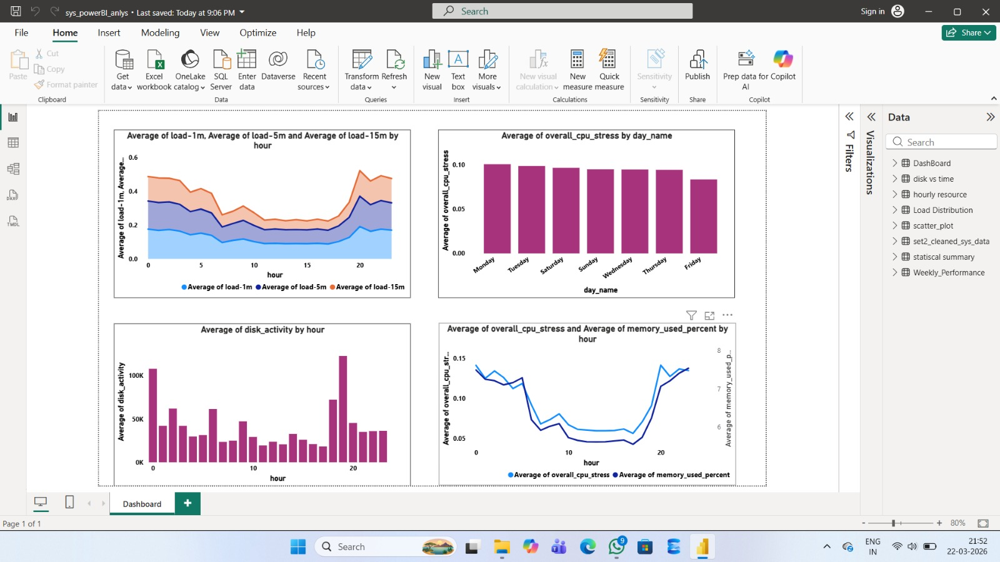 sys_powerBI_anlys • Last saved: Today at 9:06 PM
Search
Sign in
File Home Insert Modeling View Optimize Help
Share
Paste
Cut
Copy
Format painter
Clipboard
Get data
Excel workbook
OneLake catalog
SQL Server
Enter data
Dataverse
Recent sources
Data
Transform data
Refresh
Queries
New visual
Text box
More visuals
Insert
New visual calculation
New measure
Quick measure
Calculations
Sensitivity
Sensitivity
Publish
Share
Prep data for AI
Copilot
Copilot
Average of load-1m, Average of load-5m and Average of load-15m by
hour
Average of load-1m, Average...
0.6
0.4
0.2
0.0
0 5 10 15 20
hour
Average of load-1m Average of load-5m Average of load-15m
Average of overall_cpu_stress by day_name
Average of overall_cpu_stress
0.10
0.05
0.00
Monday Tuesday Saturday Sunday Wednesday Thursday Friday
day_name
Average of disk_activity by hour
Average of disk_activity
100K
50K
0K
0 10 20
hour
Average of overall_cpu_stress and Average of memory_used_percent by
hour
Average of overall_cpu_str...
0.15
0.10
0.05
8
7
6
Average of memory_used_p...
0 10 20
hour
Average of overall_cpu_stress Average of memory_used_percent
Filters
Visualizations
Data
Search
DashBoard
disk vs time
hourly resource
Load Distribution
scatter_plot
set2_cleaned_sys_data
statiscal summary
Weekly_Performance
DAX
TMDL
Dashboard
Page 1 of 1
80%
Search
9
ENG
IN
21:52
22-03-2026